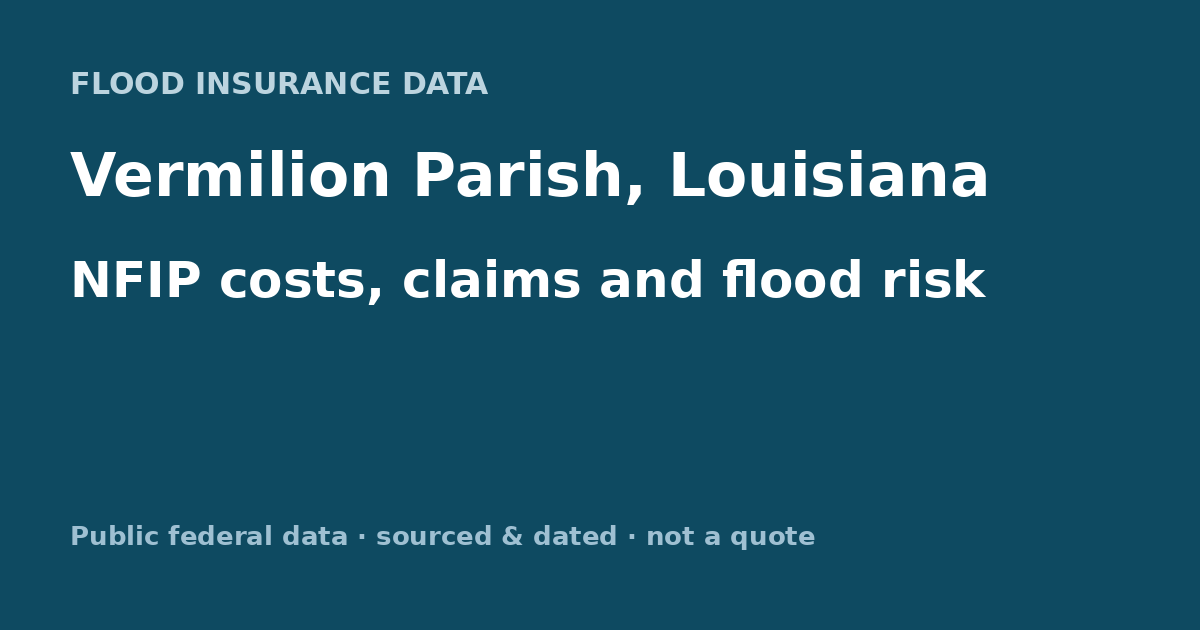 FLOOD INSURANCE DATA
Vermilion Parish, Louisiana
NFIP costs, claims and flood risk
Public federal data · sourced & dated · not a quote